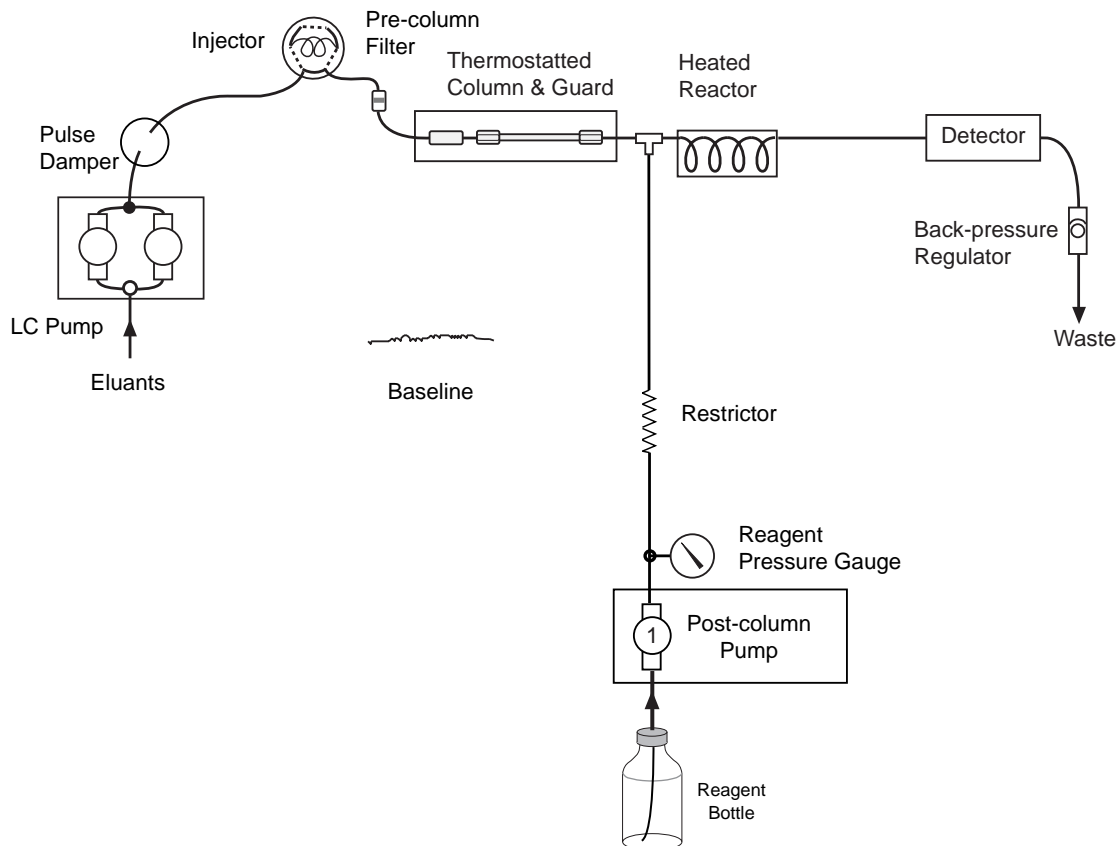 Injector
Pre-column
Filter
Thermostatted
Column & Guard
Heated
Reactor
Pulse
Damper
Detector
Back-pressure
Regulator
LC Pump
Waste
Eluants
Baseline
Restrictor
Reagent
Pressure Gauge
1
Post-column
Pump
Reagent
Bottle